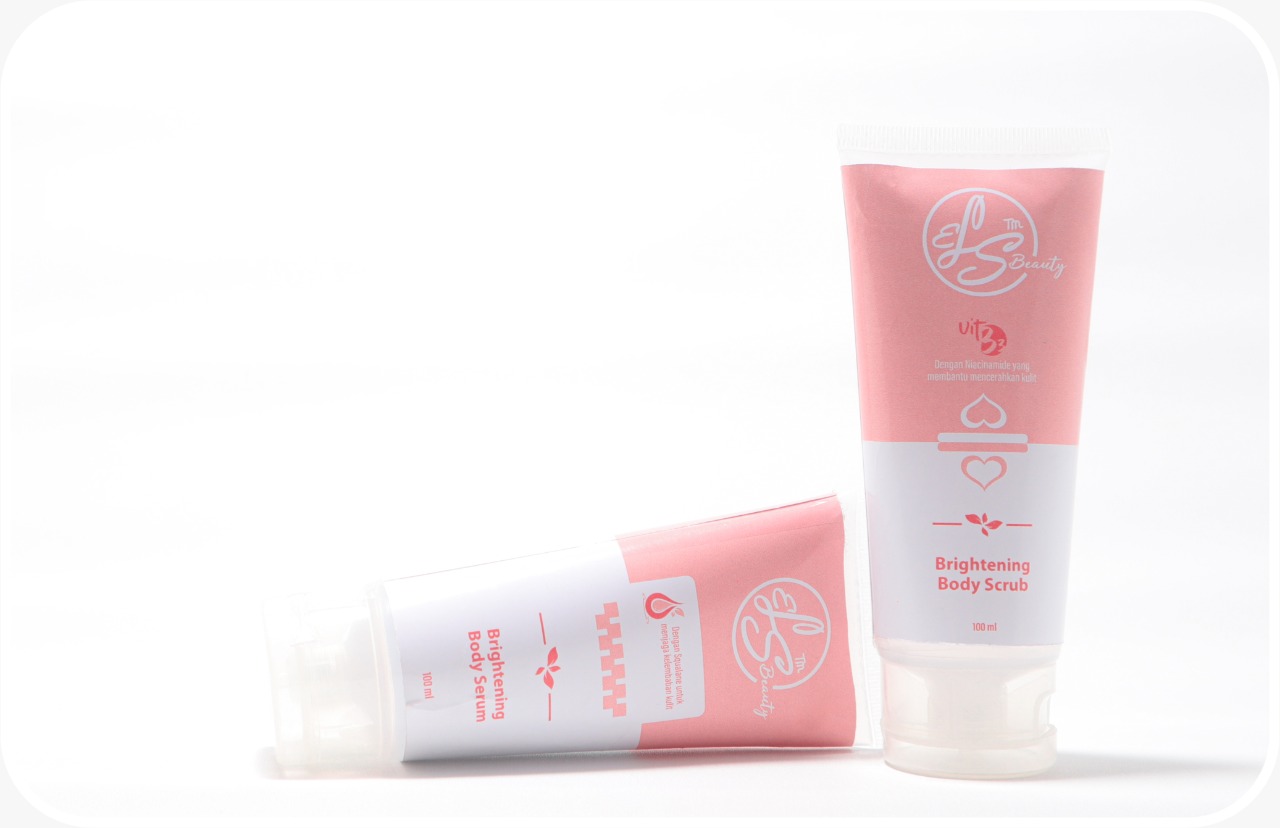 ELS TM
Beauty
Vit B3
Dengan Niacinamide yang
membantu mencerahkan kulit
Brightening
Body Scrub
100 ml
ELS TM
Beauty
Dengan Squalane untuk
menjaga kelembaban kulit
Brightening
Body Serum
100 ml